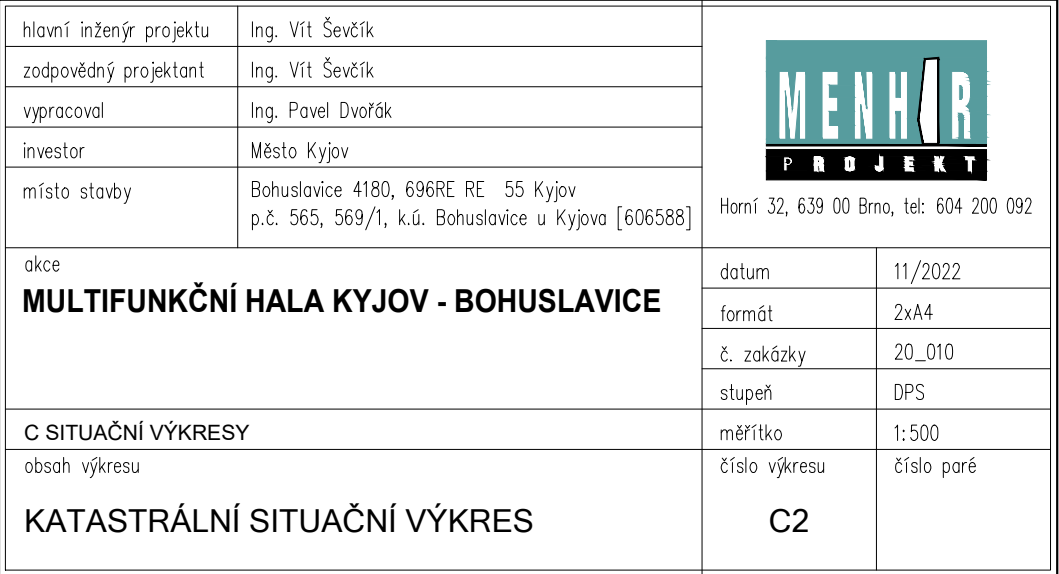 hlavní inženýr projektu Ing. Vít Ševčík
zodpovědný projektant Ing. Vít Ševčík
vypracoval Ing. Pavel Dvořák
investor Město Kyjov
místo stavby Bohuslavice 4180, 696RE RE 55 Kyjov
p.č. 565, 569/1, k.ú. Bohuslavice u Kyjova [606588]
MENHIR
PROJEKT
Horní 32, 639 00 Brno, tel: 604 200 092
akce
MULTIFUNKČNÍ HALA KYJOV - BOHUSLAVICE
datum 11/2022
formát 2xA4
č. zakázky 20_010
stupeň DPS
C SITUAČNÍ VÝKRESY
měřítko 1:500
obsah výkresu
KATASTRÁLNÍ SITUAČNÍ VÝKRES
číslo výkresu číslo paré
C2